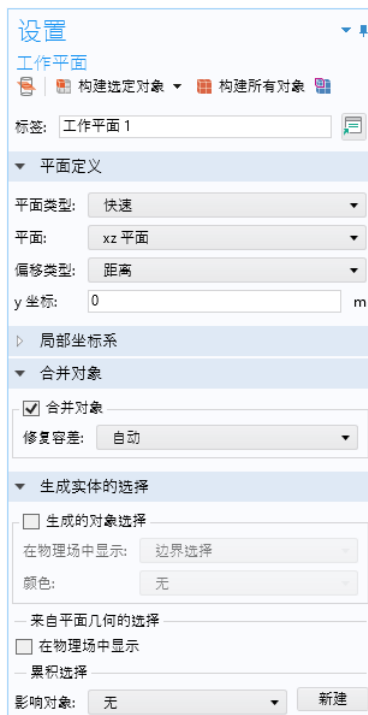 设置
工作平面
构建选定对象 构建所有对象
标签: 工作平面 1
平面定义
平面类型: 快速
平面: xz 平面
偏移类型: 距离
y 坐标: 0 m
局部坐标系
合并对象
合并对象
修复容差: 自动
生成实体的选择
生成的对象选择
在物理场中显示: 边界选择
颜色: 无
来自平面几何的选择
在物理场中显示
累积选择
影响对象: 无 新建